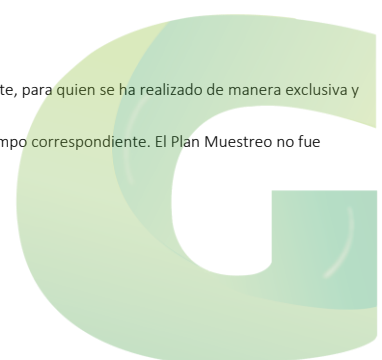 te, para quien se ha realizado de manera exclusiva y
mpo correspondiente. El Plan Muestreo no fue